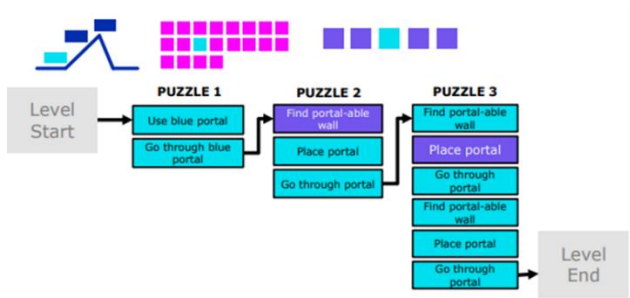 PUZZLE 1
PUZZLE 2
PUZZLE 3
Level
Start
Use blue portal
Go through blue
portal
Find portal-able
wall
Place portal
Go through portal
Find portal-able
wall
Place portal
Go through
portal
Find portal-able
wall
Place portal
Go through
portal
Level
End